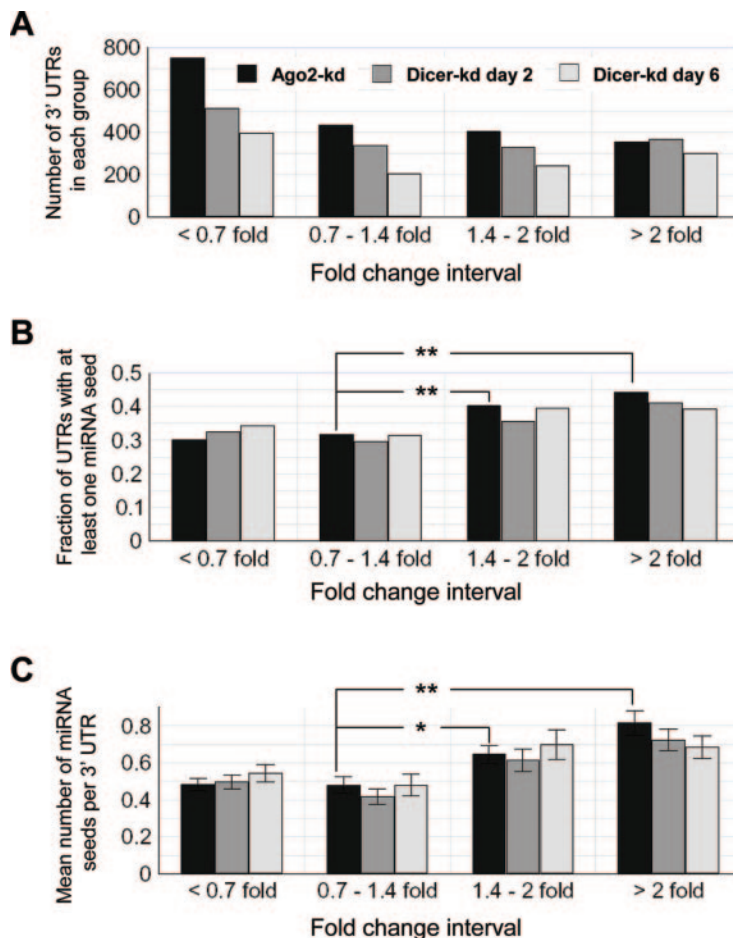 A
Number of 3' UTRs
in each group
800
600
400
200
0
Ago2-kd Dicer-kd day 2 Dicer-kd day 6
< 0.7 fold 0.7 - 1.4 fold 1.4 - 2 fold > 2 fold
Fold change interval
B
Fraction of UTRs with at
least one miRNA seed
0.5
0.4
0.3
0.2
0.1
0
**
**
< 0.7 fold 0.7 - 1.4 fold 1.4 - 2 fold > 2 fold
Fold change interval
C
Mean number of miRNA
seeds per 3' UTR
0.8
0.6
0.4
0.2
0
**
*
< 0.7 fold 0.7 - 1.4 fold 1.4 - 2 fold > 2 fold
Fold change interval